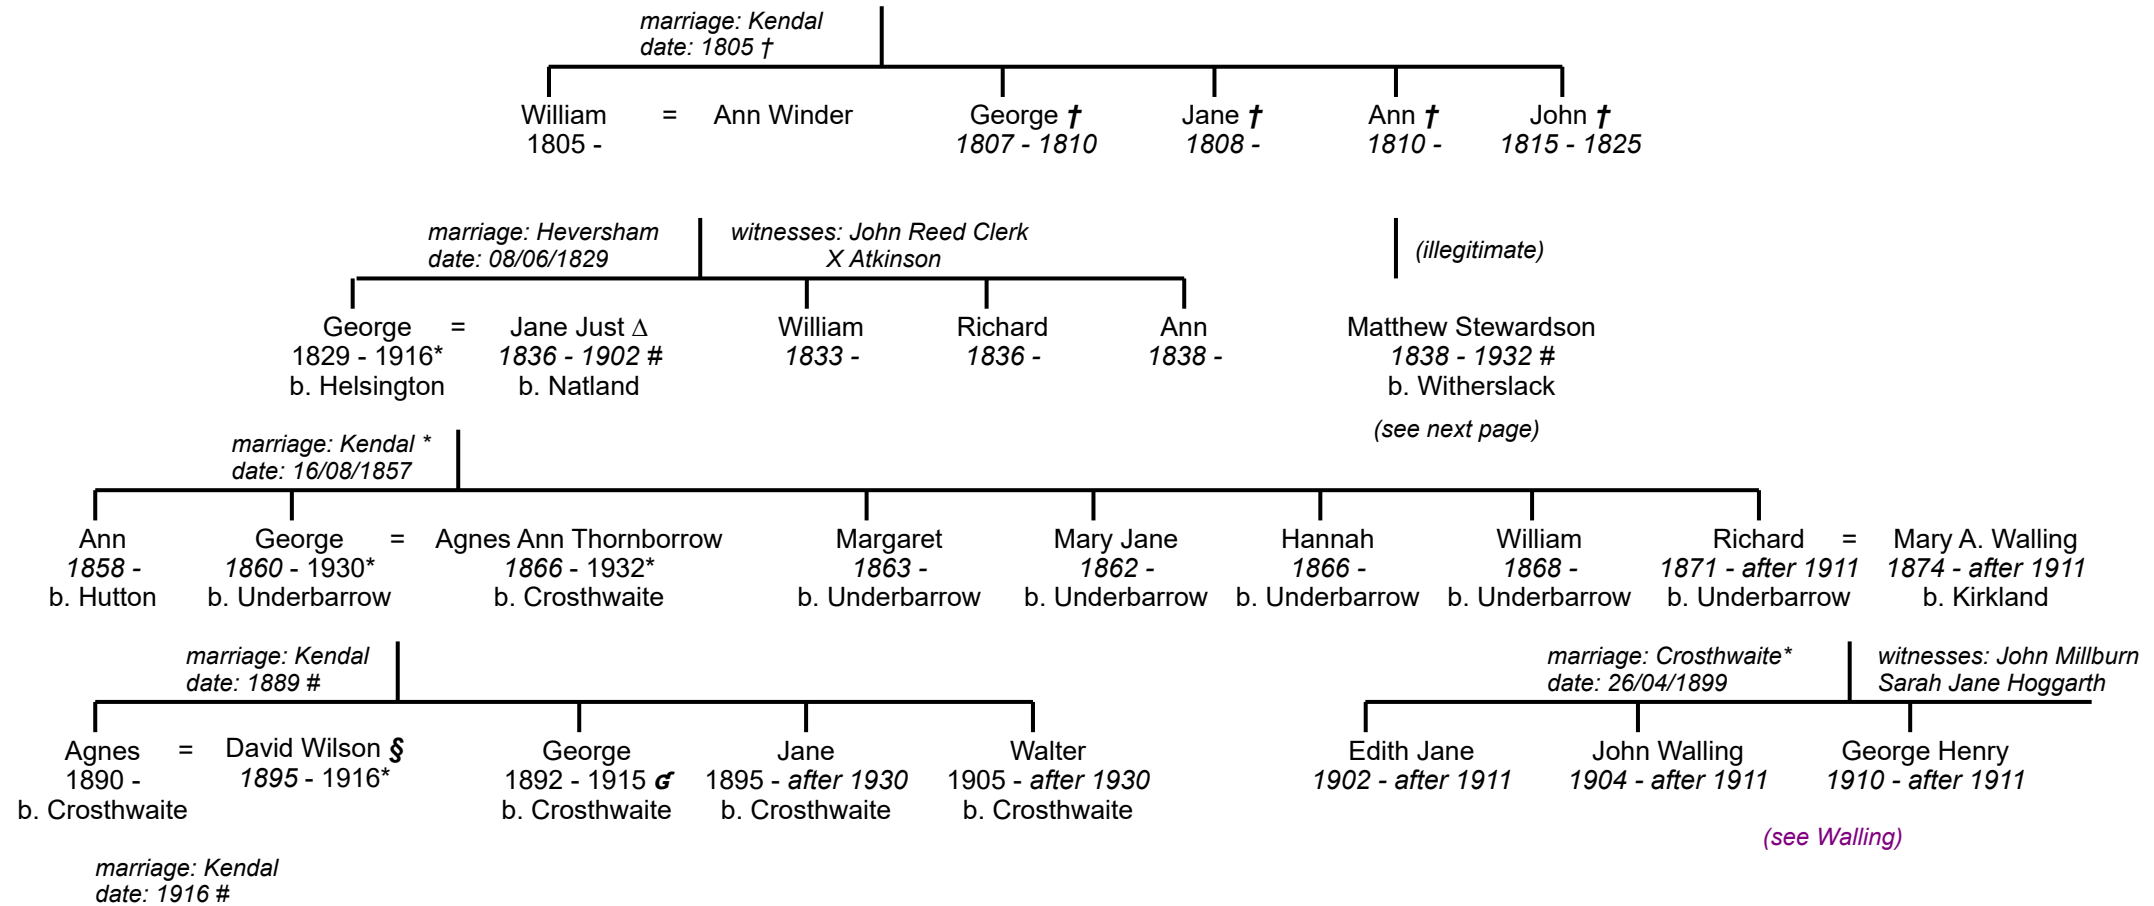 marriage: Kendal
date: 1805 †
William = Ann Winder George † Jane † Ann † John †
1805 - 1807 - 1810 1808 - 1810 - 1815 - 1825
marriage: Heversham witnesses: John Reed Clerk
date: 08/06/1829 X Atkinson
(illegitimate)
George = Jane Just Δ William Richard Ann Matthew Stewardson
1829 - 1916* 1836 - 1902 # 1833 - 1836 - 1838 - 1838 - 1932 #
b. Helsington b. Natland b. Witherslack
(see next page)
marriage: Kendal *
date: 16/08/1857
Ann George = Agnes Ann Thornborrow Margaret Mary Jane Hannah William Richard = Mary A. Walling
1858 - 1860 - 1930* 1866 - 1932* 1863 - 1862 - 1866 - 1868 - 1871 - after 1911 1874 - after 1911
b. Hutton b. Underbarrow b. Crosthwaite b. Underbarrow b. Underbarrow b. Underbarrow b. Underbarrow b. Underbarrow b. Kirkland
marriage: Kendal marriage: Crosthwaite* witnesses: John Millburn
date: 1889 # date: 26/04/1899 Sarah Jane Hoggarth
Agnes = David Wilson § George Jane Walter Edith Jane John Walling George Henry
1890 - 1895 - 1916* 1892 - 1915 1895 - after 1930 1905 - after 1930 1902 - after 1911 1904 - after 1911 1910 - after 1911
b. Crosthwaite b. Crosthwaite b. Crosthwaite b. Crosthwaite
(see Walling)
marriage: Kendal
date: 1916 #